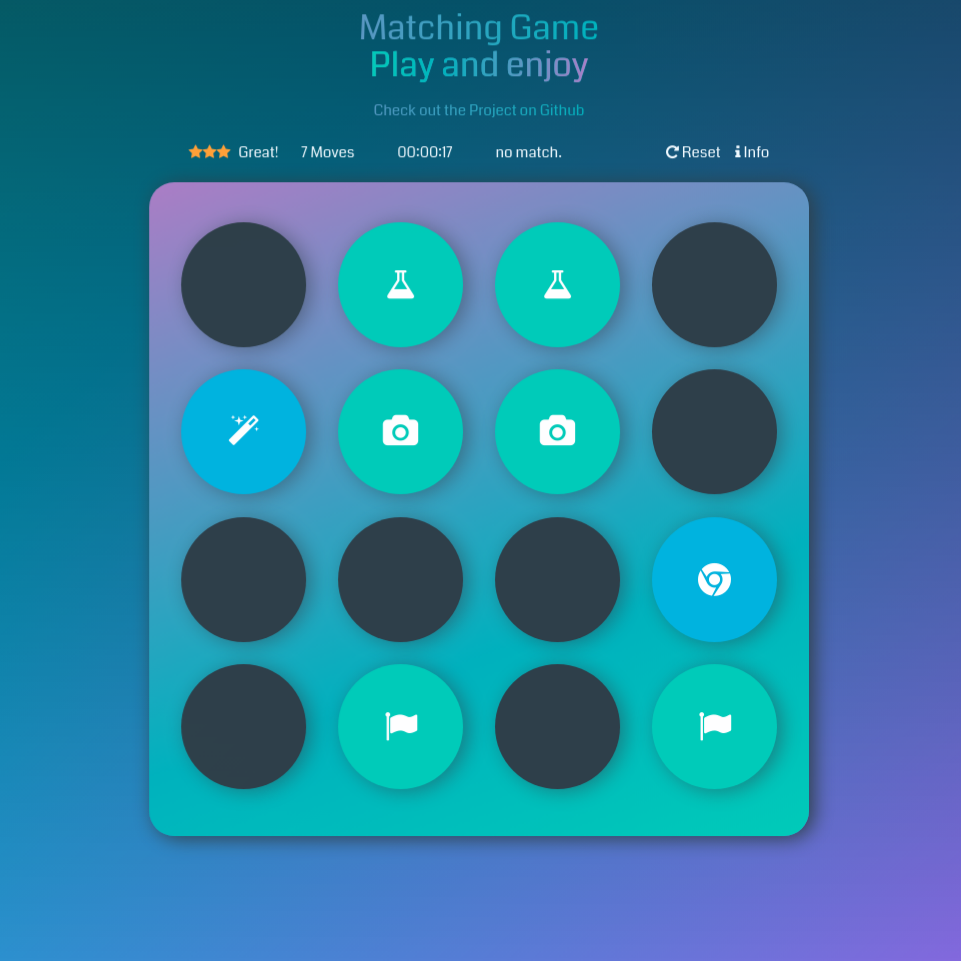 Matching Game
Play and enjoy
Check out the Project on Github
Great! 7 Moves 00:00:17 no match. Reset Info